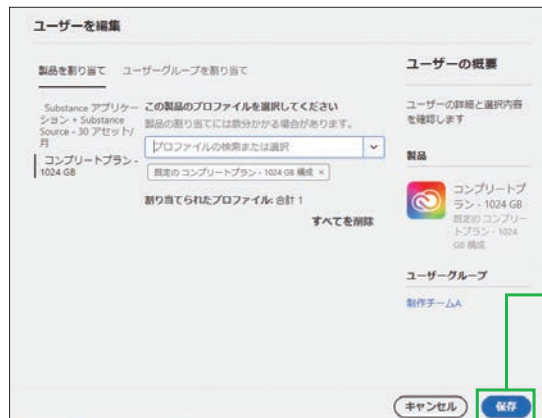 ユーザーを編集
製品を割り当て ユーザーグループを割り当て
Substance アプリケー
ション + Substance
Source - 30 アセット/
月
コンプリートプラン -
1024 GB
この製品のプロファイルを選択してください
製品の割り当てには数分かかる場合があります。
プロファイルの検索または選択
既定の コンプリートプラン - 1024 GB 構成 ×
割り当てられたプロファイル: 合計 1
すべてを削除
ユーザーの概要
ユーザーの詳細と選択内容
を確認します
製品
コンプリートプ
ラン - 1024 GB
既定の コンプリー
トプラン - 1024
GB 構成
ユーザーグループ
制作チームA
キャンセル 保存